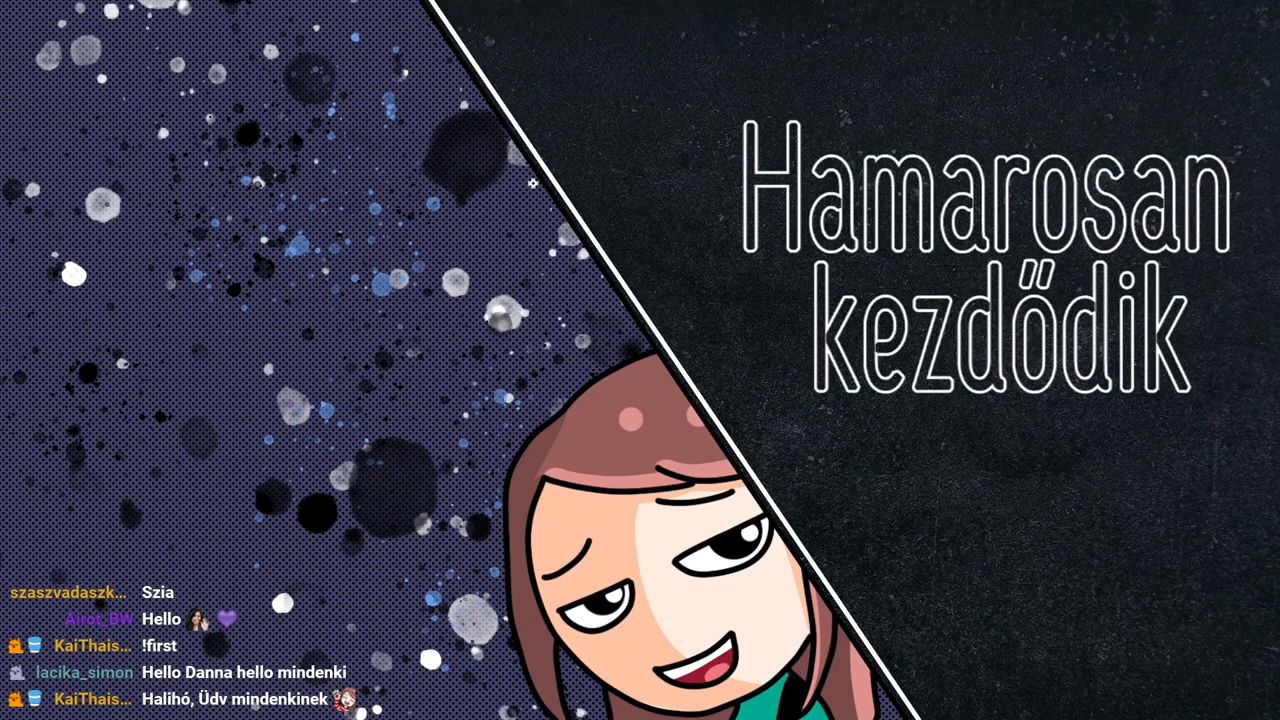 Hamarosan
kezdődik
szaszvadaszk... Szia
Airot_BW Hello
KaiThais... !first
lacika_simon Hello Danna hello mindenki
KaiThais... Halihó, Üdv mindenkinek